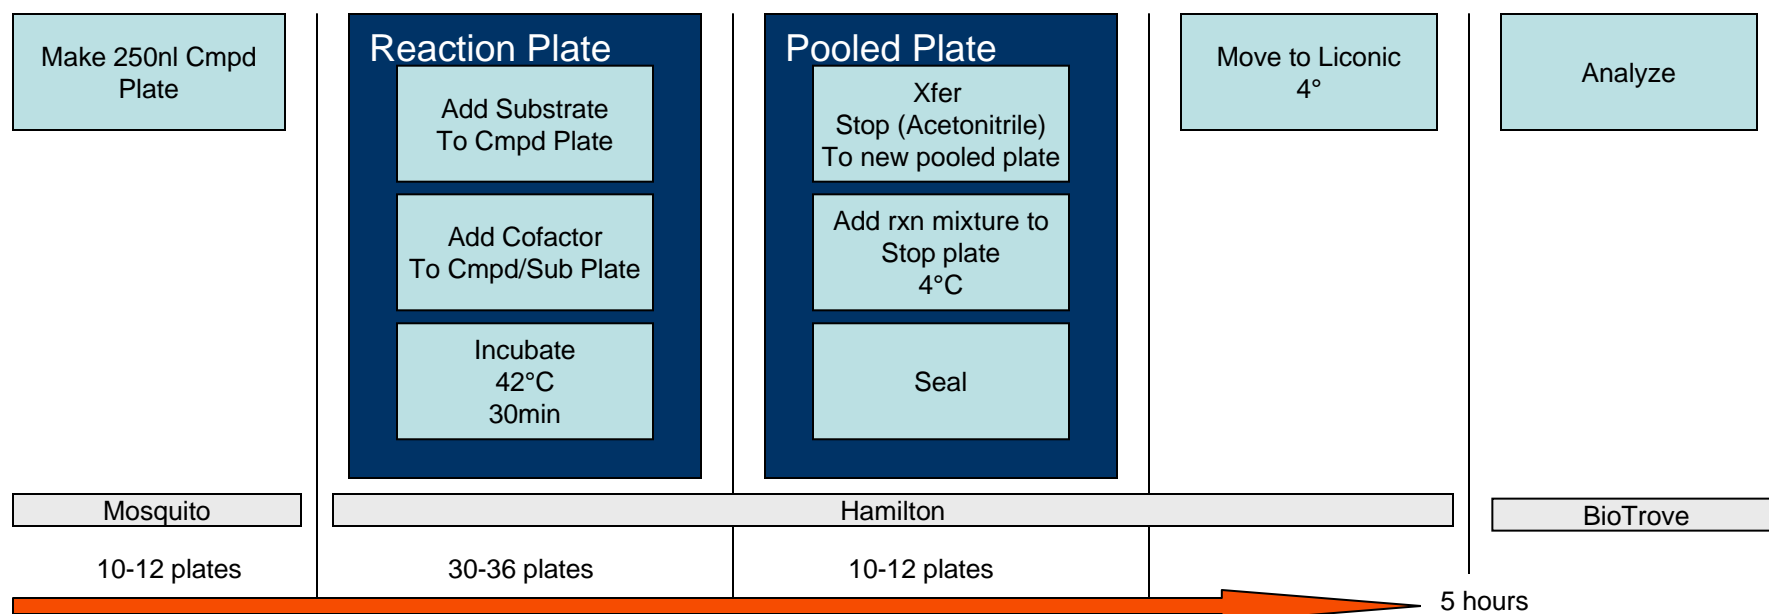 Make 250nl Cmpd
Plate
Reaction Plate
Add Substrate
To Cmpd Plate
Add Cofactor
To Cmpd/Sub Plate
Incubate
42°C
30min
Pooled Plate
Xfer
Stop (Acetonitrile)
To new pooled plate
Add rxn mixture to
Stop plate
4°C
Seal
Move to Liconic
4°
Analyze
Mosquito
Hamilton
BioTrove
10-12 plates
30-36 plates
10-12 plates
5 hours